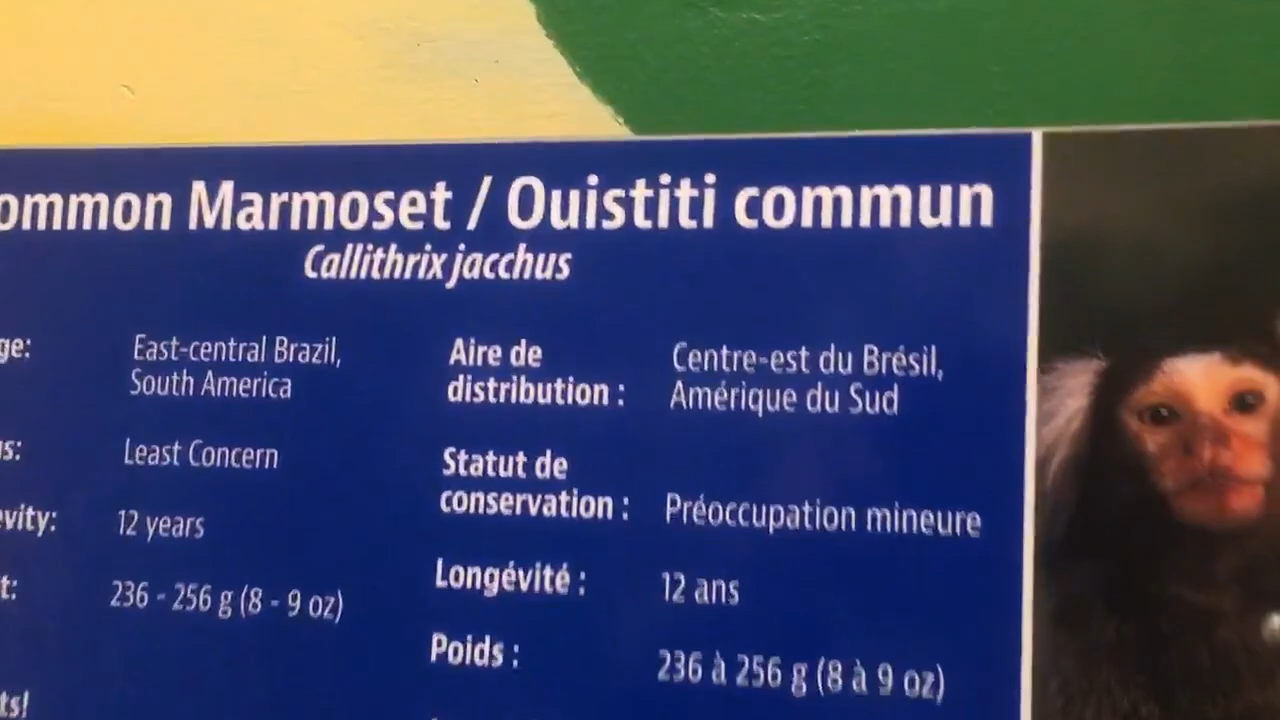 ommon Marmoset / Ouistiti commun
Callithrix jacchus
ge:
East-central Brazil,
South America
s:
Least Concern
vity:
12 years
t:
236 - 256 g (8 - 9 oz)
ts!
Aire de
distribution :
Centre-est du Brésil,
Amérique du Sud
Statut de
conservation :
Préoccupation mineure
Longévité :
12 ans
Poids :
236 à 256 g (8 à 9 oz)